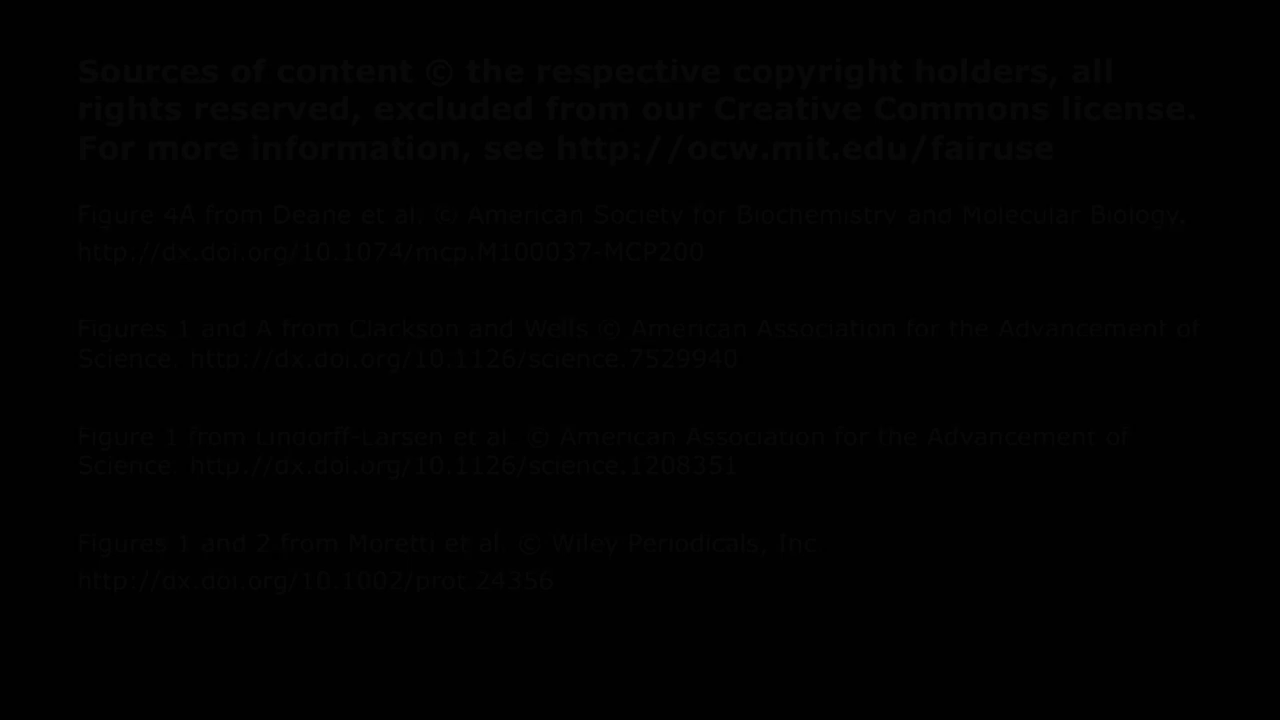 Sources of content © the respective copyright holders, all
rights reserved, excluded from our Creative Commons license.
For more information, see http://ocw.mit.edu/fairuse
Figure 4A from Deane et al. © American Society for Biochemistry and Molecular Biology,
http://dx.doi.org/10.1074/mcp.M100037-MCP200
Figures 1 and A from Clackson and Wells © American Association for the Advancement of
Science. http://dx.doi.org/10.1126/science.7529940
Figure 1 from Lindorff-Larsen et al. © American Association for the Advancement of
Science. http://dx.doi.org/10.1126/science.1208351
Figures 1 and 2 from Moretti et al. © Wiley Periodicals, Inc
http://dx.doi.org/10.1002/prot.24356